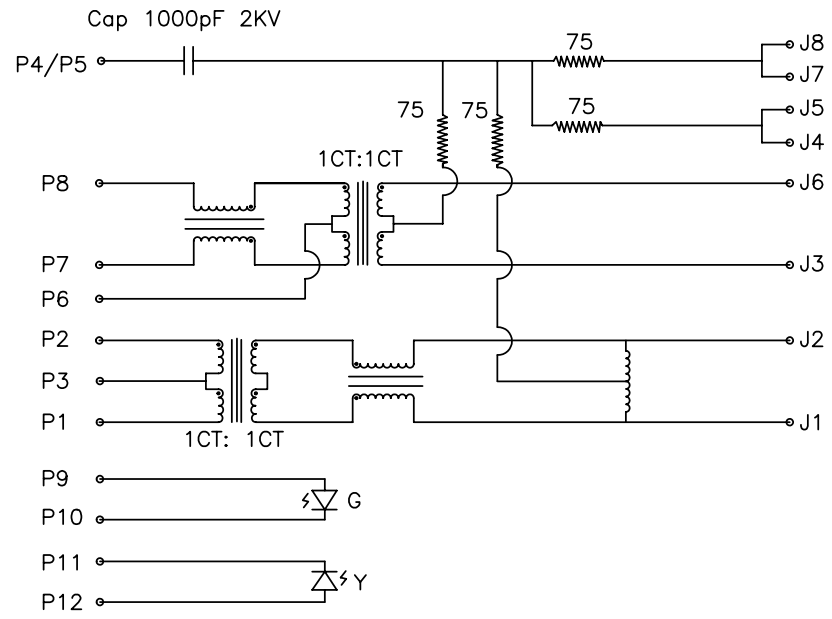 Cap 1000pF 2KV
P4/P5
75
J8
J7
75
75
75
J5
J4
1CT:1CT
P8
J6
P7
J3
P6
P2
J2
P3
P1
J1
1CT: 1CT
P9
G
P10
P11
Y
P12